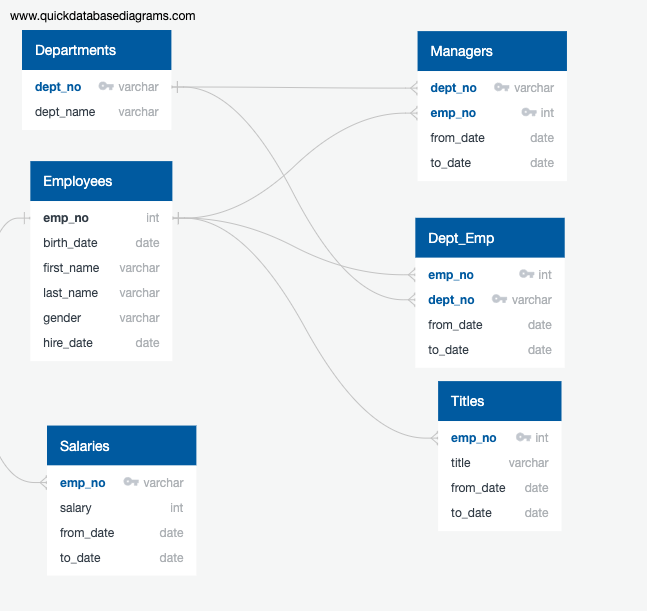 www.quickdatabasediagrams.com
Departments
dept_no varchar
dept_name varchar
Employees
emp_no int
birth_date date
first_name varchar
last_name varchar
gender varchar
hire_date date
Salaries
emp_no varchar
salary int
from_date date
to_date date
Managers
dept_no varchar
emp_no int
from_date date
to_date date
Dept_Emp
emp_no int
dept_no varchar
from_date date
to_date date
Titles
emp_no int
title varchar
from_date date
to_date date